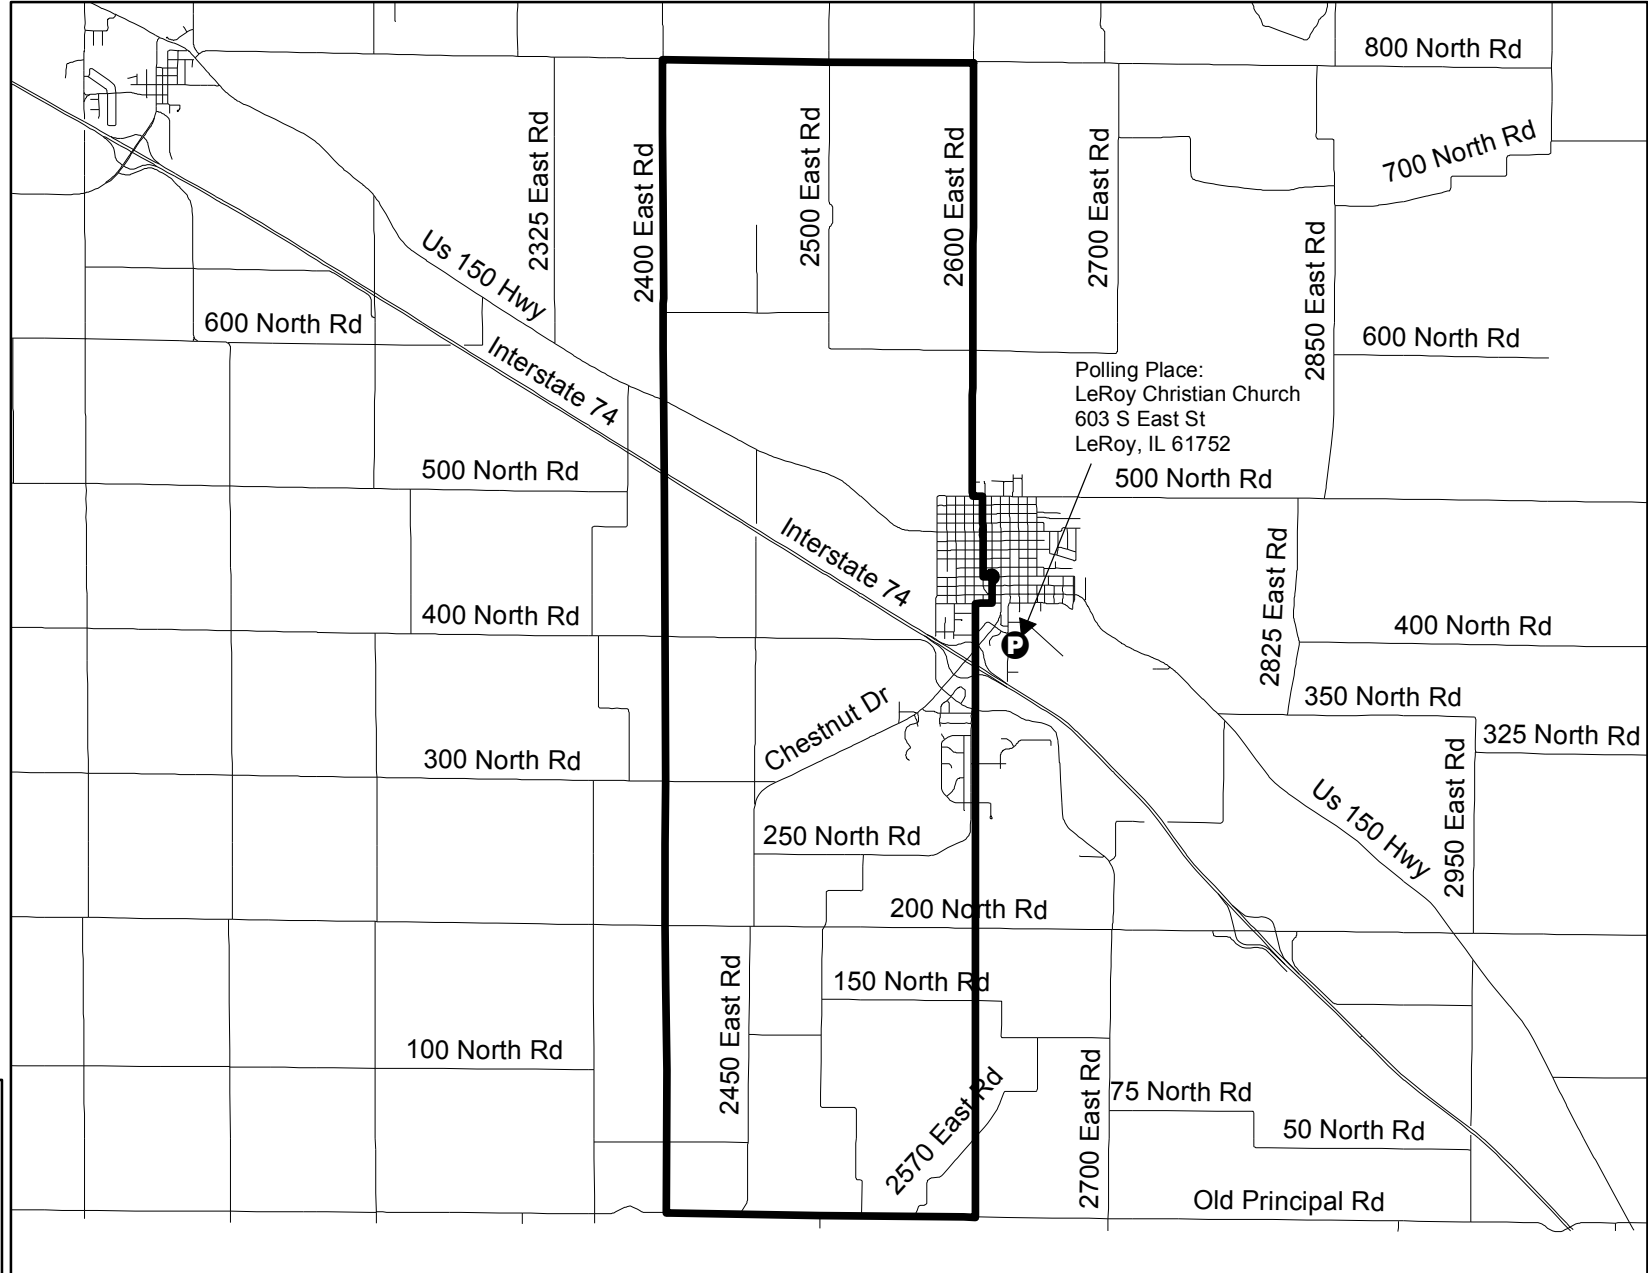 800 North Rd
700 North Rd
2325 East Rd
2400 East Rd
2500 East Rd
2600 East Rd
2700 East Rd
2850 East Rd
Us 150 Hwy
600 North Rd
Interstate 74
600 North Rd
Polling Place:
LeRoy Christian Church
603 S East St
LeRoy, IL 61752
500 North Rd
500 North Rd
Interstate 74
2825 East Rd
400 North Rd
400 North Rd
P
350 North Rd
Chestnut Dr
325 North Rd
300 North Rd
Us 150 Hwy
2950 East Rd
250 North Rd
200 North Rd
150 North Rd
2450 East Rd
100 North Rd
2570 East Rd
2700 East Rd
75 North Rd
50 North Rd
Old Principal Rd